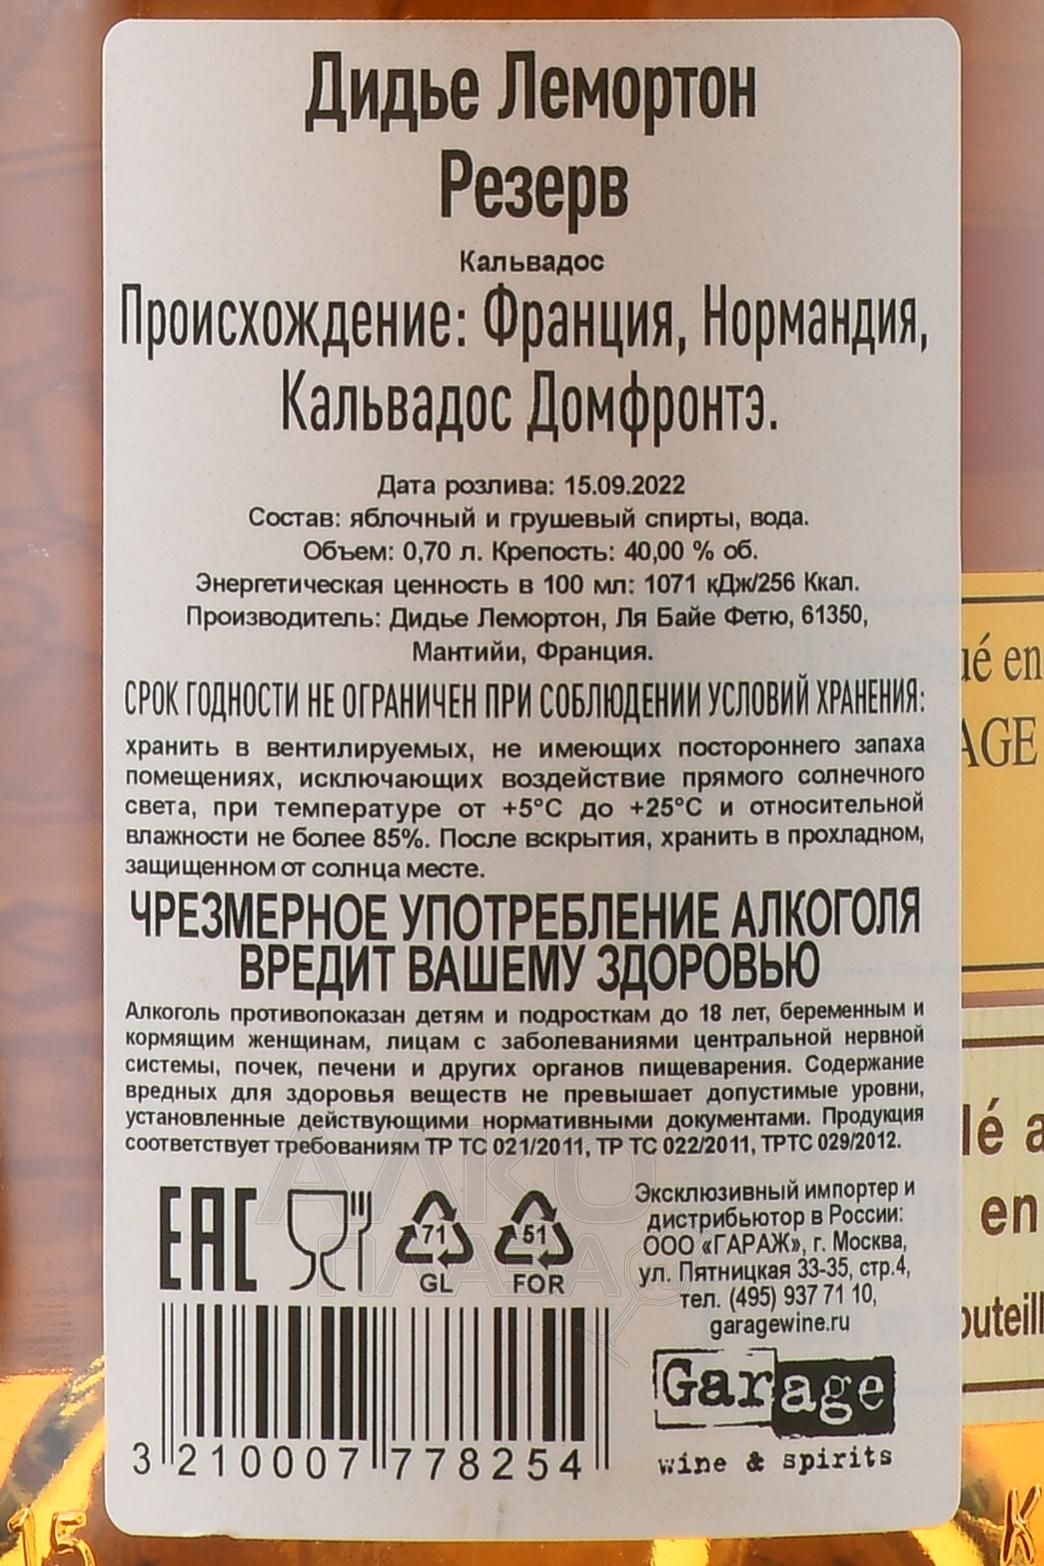 Дидье Лемортон
Резерв
Кальвадос
Происхождение: Франция, Нормандия,
Кальвадос Домфронтэ.
Дата розлива: 15.09.2022
Состав: яблочный и грушевый спирты, вода.
Объем: 0,70 л. Крепость: 40,00 % об.
Энергетическая ценность в 100 мл: 1071 кДж/256 Ккал.
Производитель: Дидье Лемортон, Ля Байе Фетю, 61350,
Мантийи, Франция.
СРОК ГОДНОСТИ НЕ ОГРАНИЧЕН ПРИ СОБЛЮДЕНИИ УСЛОВИЙ ХРАНЕНИЯ:
хранить в вентилируемых, не имеющих постороннего запаха
помещениях, исключающих воздействие прямого солнечного
света, при температуре от +5°С до +25°С и относительной
влажности не более 85%. После вскрытия, хранить в прохладном,
защищенном от солнца месте.
ЧРЕЗМЕРНОЕ УПОТРЕБЛЕНИЕ АЛКОГОЛЯ
ВРЕДИТ ВАШЕМУ ЗДОРОВЬЮ
Алкоголь противопоказан детям и подросткам до 18 лет, беременным и
кормящим женщинам, лицам с заболеваниями центральной нервной
системы, почек, печени и других органов пищеварения. Содержание
вредных для здоровья веществ не превышает допустимые уровни,
установленные действующими нормативными документами. Продукция
соответствует требованиям ТР ТС 021/2011, ТР ТС 022/2011, ТРТС 029/2012.
EAC
71
GL
51
FOR
Эксклюзивный импортер и
дистрибьютор в России:
ООО «ГАРАЖ», г. Москва,
ул. Пятницкая 33-35, стр.4,
тел. (495) 937 71 10,
garagewine.ru
Garage
wine & spirits
3 210007 778254
ué en
AGE
lé a
en
outeill
15
K